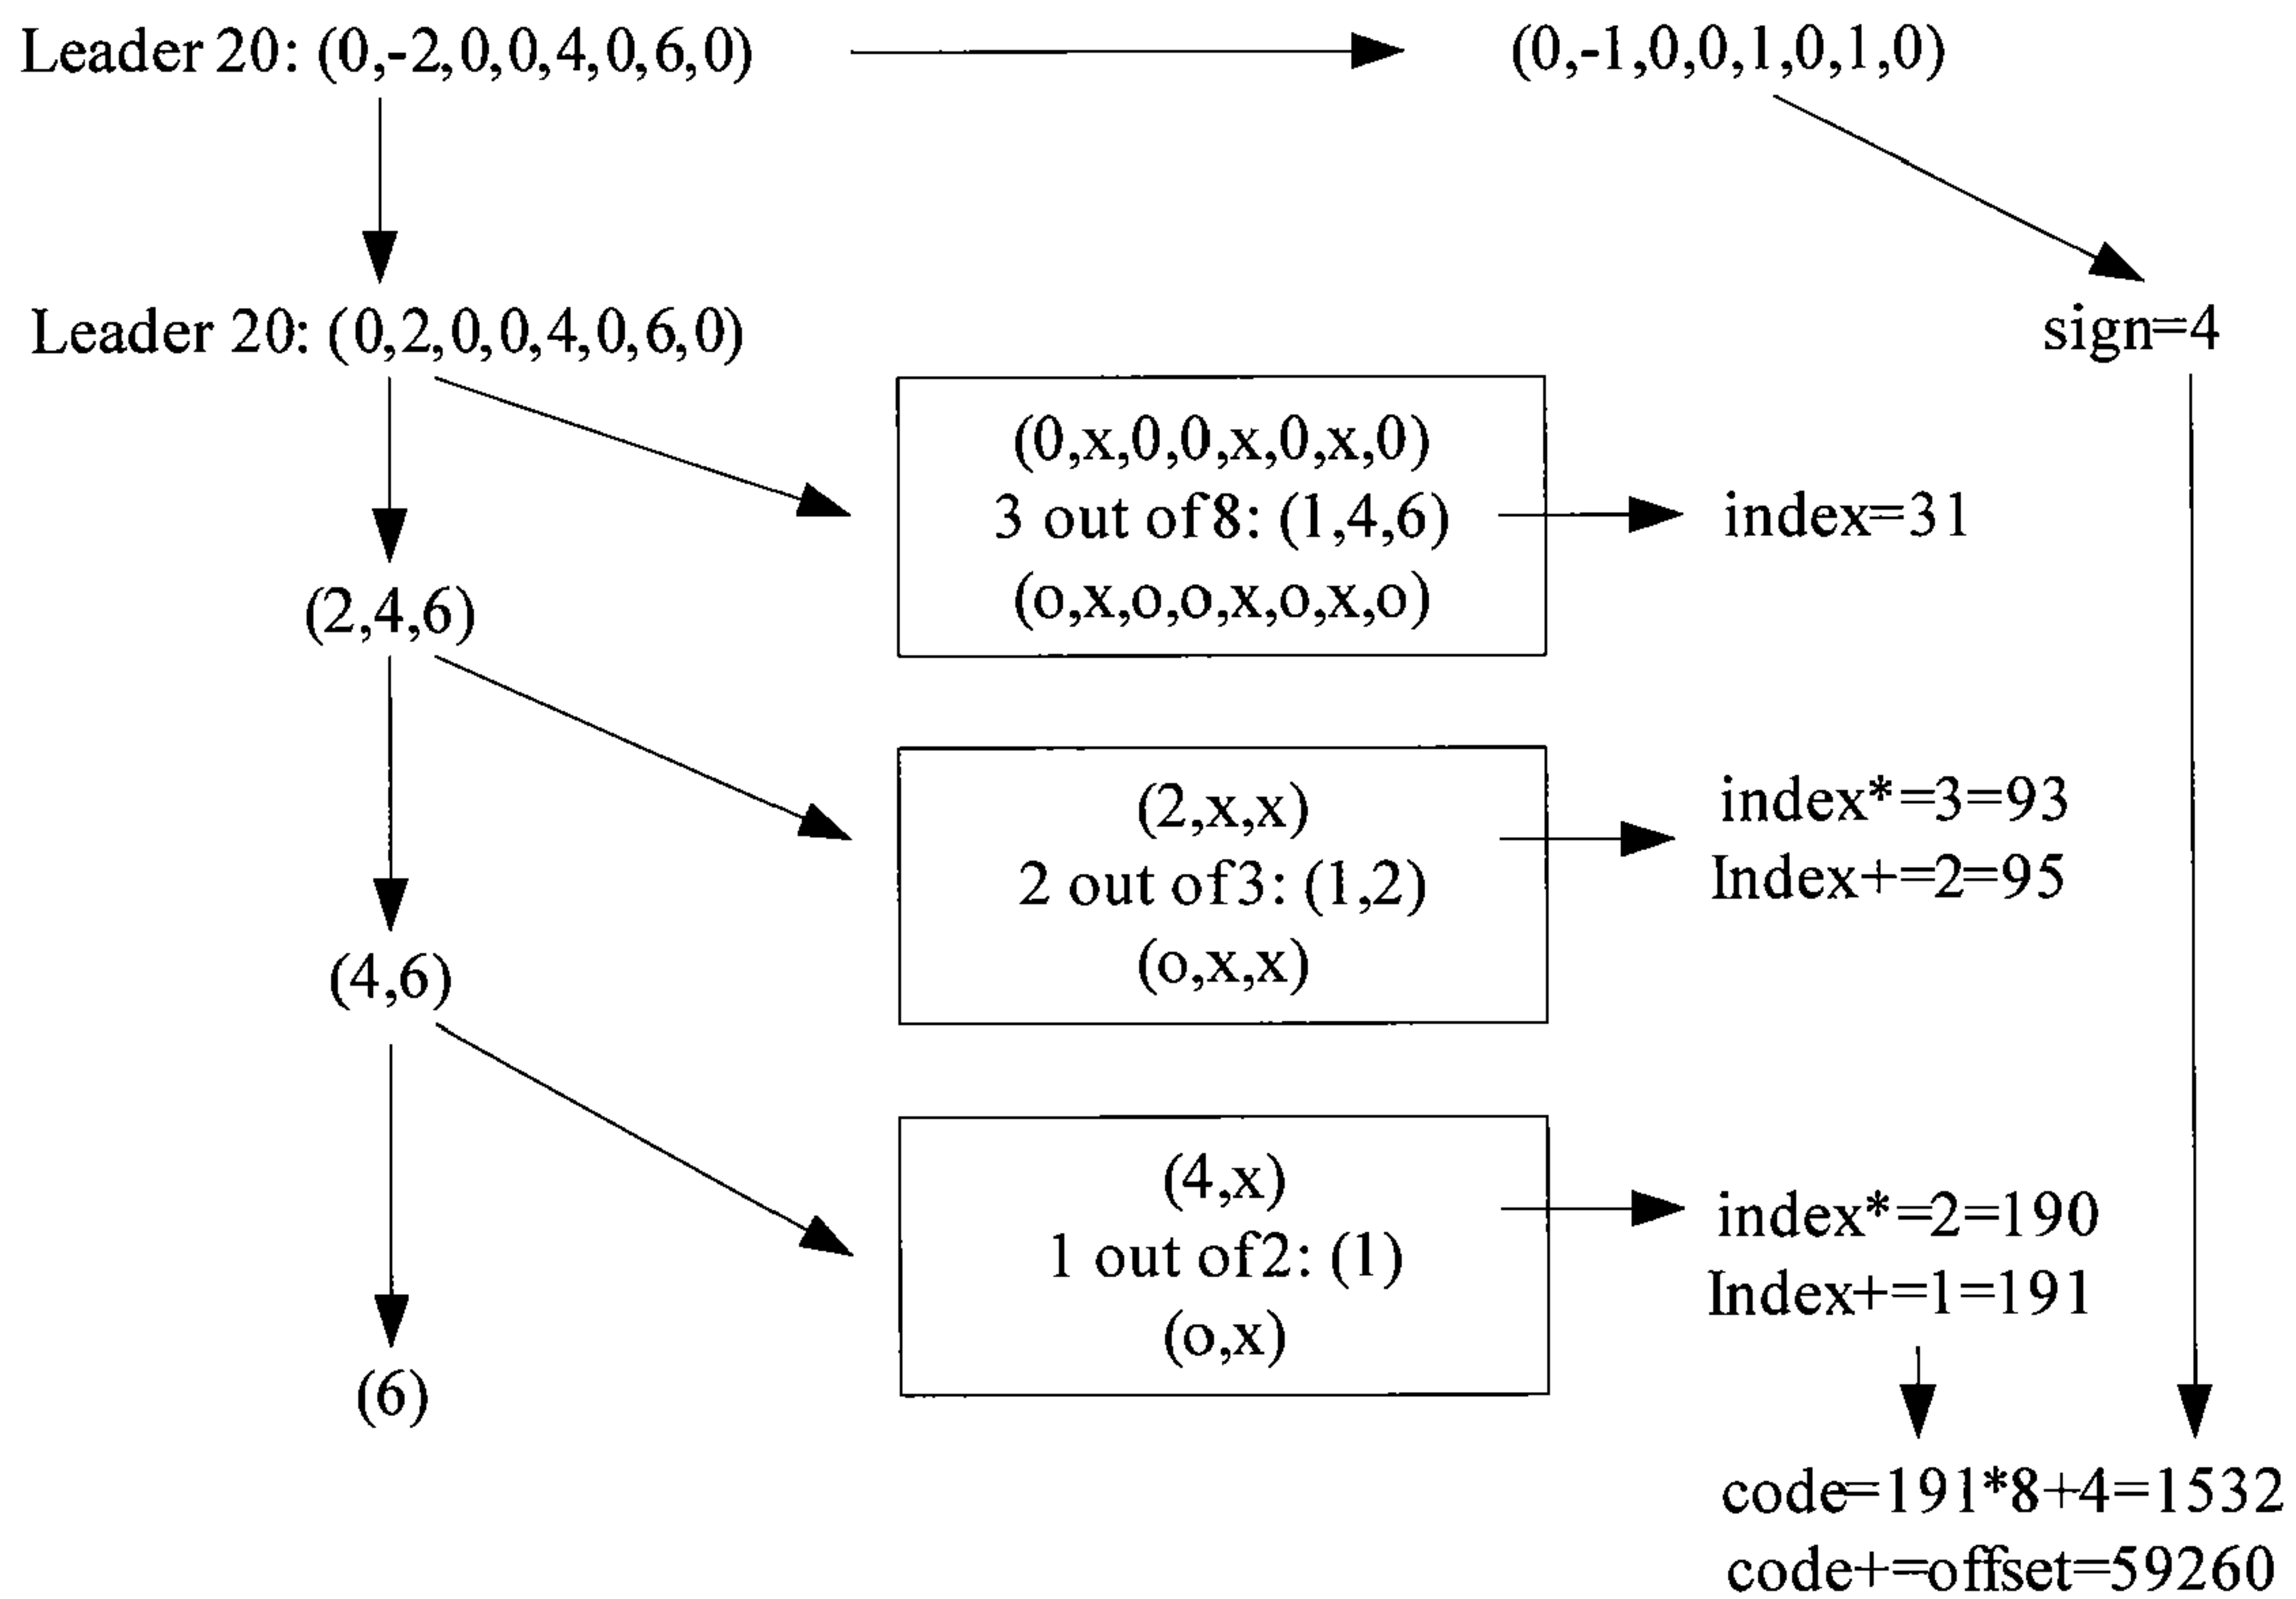 Leader 20: (0,-2,0,0,4,0,6,0)
(0,-1,0,0,1,0,1,0)
Leader 20: (0,2,0,0,4,0,6,0)
sign=4
(0,x,0,0,x,0,x,0)
3 out of 8: (1,4,6)
(o,x,o,o,x,o,x,o)
index=31
(2,4,6)
(2,x,x)
2 out of 3: (1,2)
(o,x,x)
index*=3=93
Index+=2=95
(4,6)
(4,x)
1 out of 2: (1)
(o,x)
index*=2=190
Index+=1=191
(6)
code=191*8+4=1532
code+=offset=59260